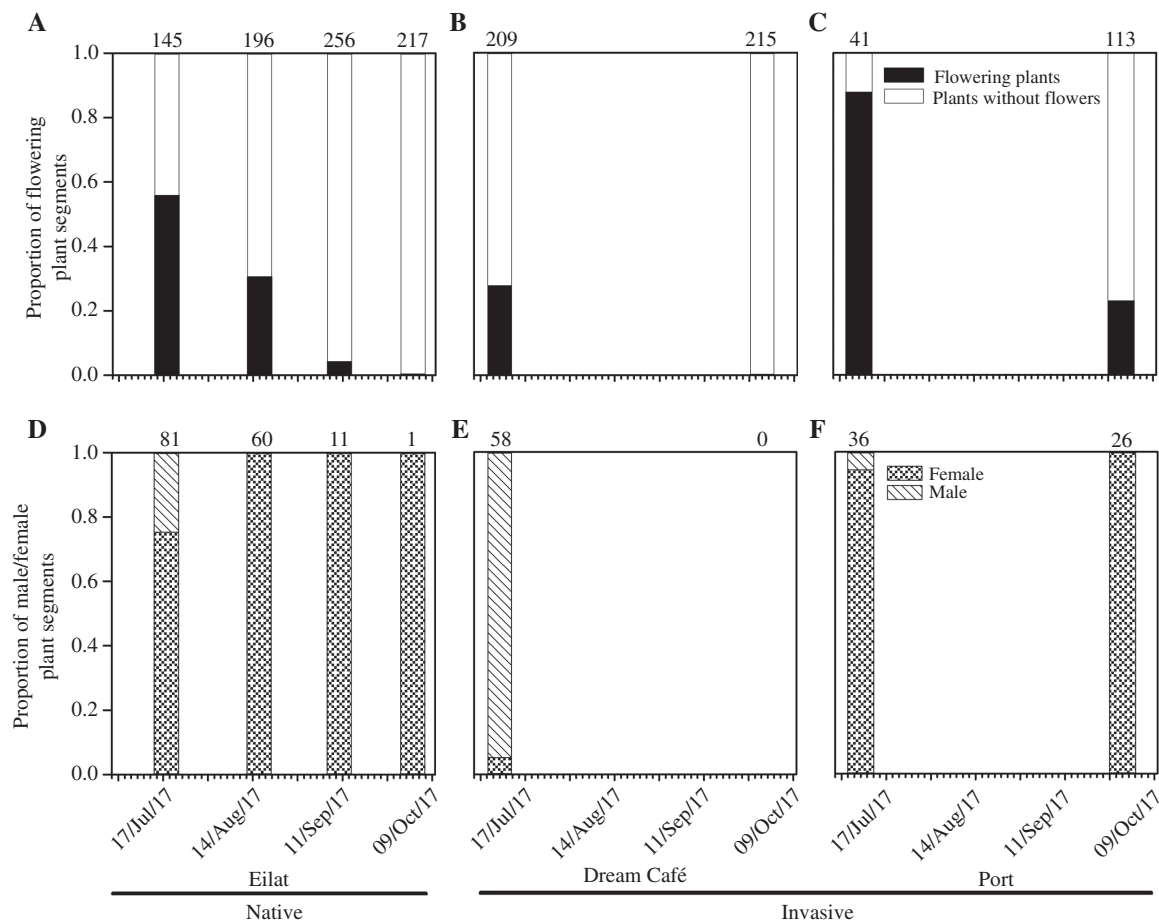 A
B
C
145 196 256 217
209 215
41 113
1.0
0.8
0.6
0.4
0.2
0.0
Proportion of flowering
plant segments
Flowering plants
Plants without flowers
D
E
F
81 60 11 1
58 0
36 26
1.0
0.8
0.6
0.4
0.2
0.0
Proportion of male/female
plant segments
Female
Male
17/Jul/17 14/Aug/17 11/Sep/17 09/Oct/17
17/Jul/17 14/Aug/17 11/Sep/17 09/Oct/17
17/Jul/17 14/Aug/17 11/Sep/17 09/Oct/17
Eilat
Dream Café
Port
Native
Invasive